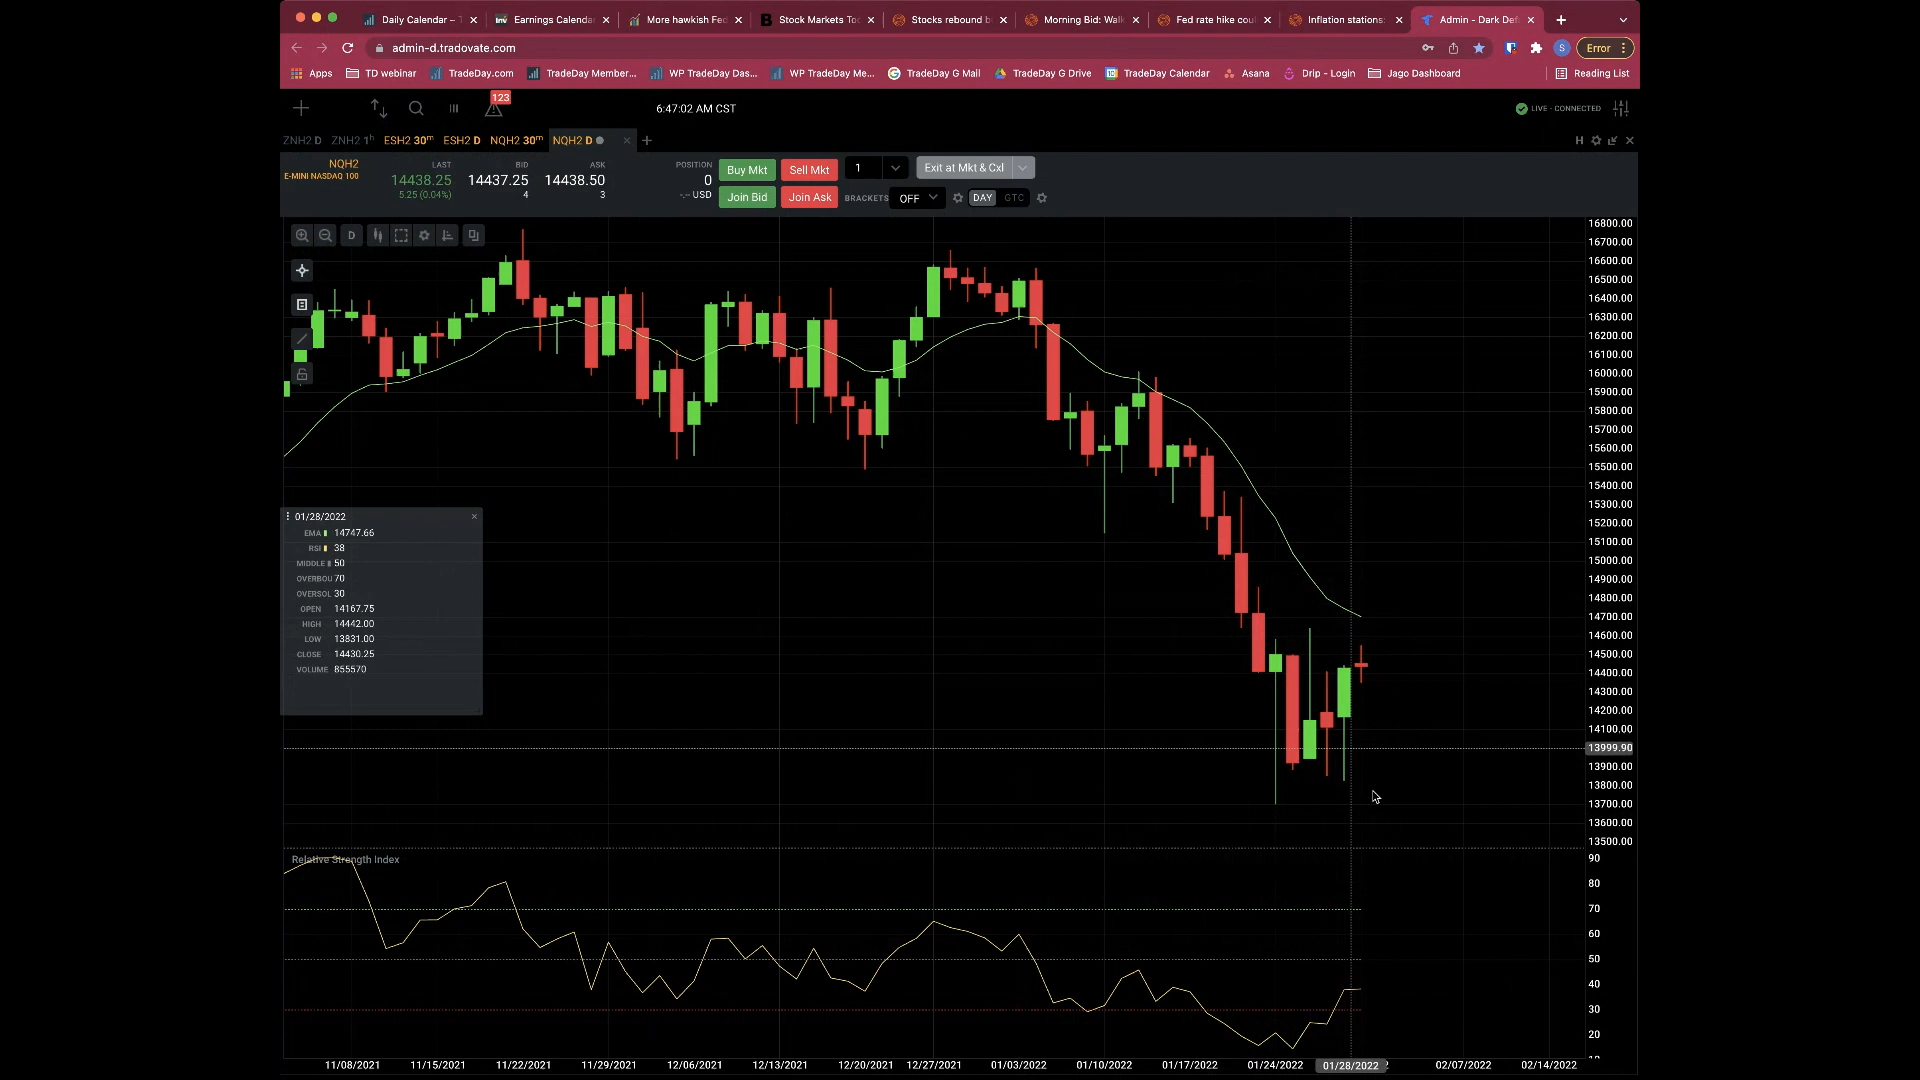 Daily Calendar –
Earnings Calenda
More hawkish Fed
Stock Markets Too
Stocks rebound b
Morning Bid: Walk
Fed rate hike coul
Inflation stations:
Admin - Dark Def
admin-d.tradovate.com
S
Error
Apps
TD webinar
TradeDay.com
TradeDay Member...
WP TradeDay Das...
WP TradeDay Me...
TradeDay G Mail
TradeDay G Drive
TradeDay Calendar
Asana
Drip - Login
Jago Dashboard
Reading List
123
6:47:02 AM CST
LIVE - CONNECTED
ZNH2 D
ZNH2 1h
ESH2 30m
ESH2 D
NQH2 30m
NQH2 D
H
NQH2
E-MINI NASDAQ 100
LAST
14438.25
5.25 (0.04%)
BID
14437.25
4
ASK
14438.50
3
POSITION
0
-.-- USD
Buy Mkt
Sell Mkt
1
Exit at Mkt & Cxl
Join Bid
Join Ask
BRACKETS
OFF
DAY
GTC
D
16800.00
16700.00
16600.00
16500.00
16400.00
16300.00
16200.00
16100.00
16000.00
15900.00
15800.00
15700.00
15600.00
15500.00
15400.00
15300.00
15200.00
15100.00
15000.00
14900.00
14800.00
14700.00
14600.00
14500.00
14400.00
14300.00
14200.00
14100.00
13999.90
13900.00
13800.00
13700.00
13600.00
13500.00
01/28/2022
EMA 14747.66
RSI 38
MIDDLE 50
OVERBOU 70
OVERSOL 30
OPEN 14167.75
HIGH 14442.00
LOW 13831.00
CLOSE 14430.25
VOLUME 855570
Relative Strength Index
90
80
70
60
50
40
30
20
11/08/2021
11/15/2021
11/22/2021
11/29/2021
12/06/2021
12/13/2021
12/20/2021
12/27/2021
01/03/2022
01/10/2022
01/17/2022
01/24/2022
01/28/2022
02/07/2022
02/14/2022